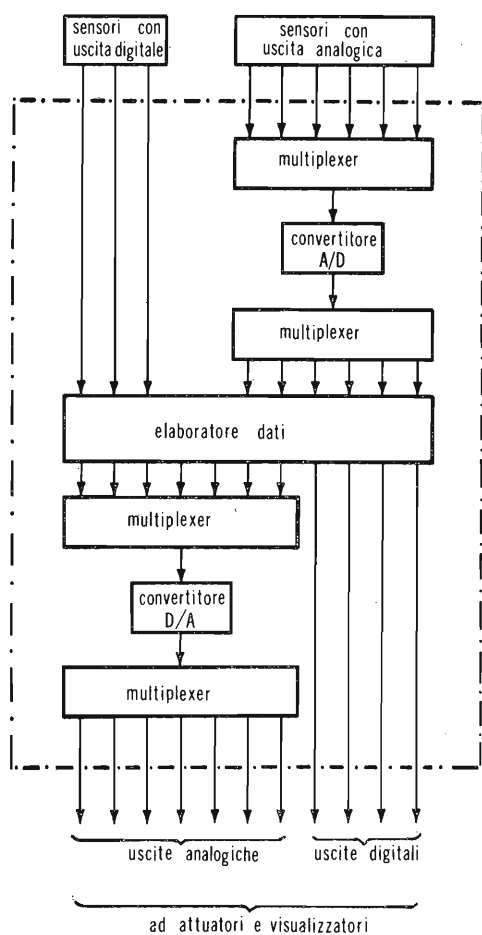 sensori con
uscita digitale
sensori con
uscita analogica
multiplexer
convertitore
A/D
multiplexer
elaboratore dati
multiplexer
convertitore
D/A
multiplexer
uscite analogiche
uscite digitali
ad attuatori e visualizzatori